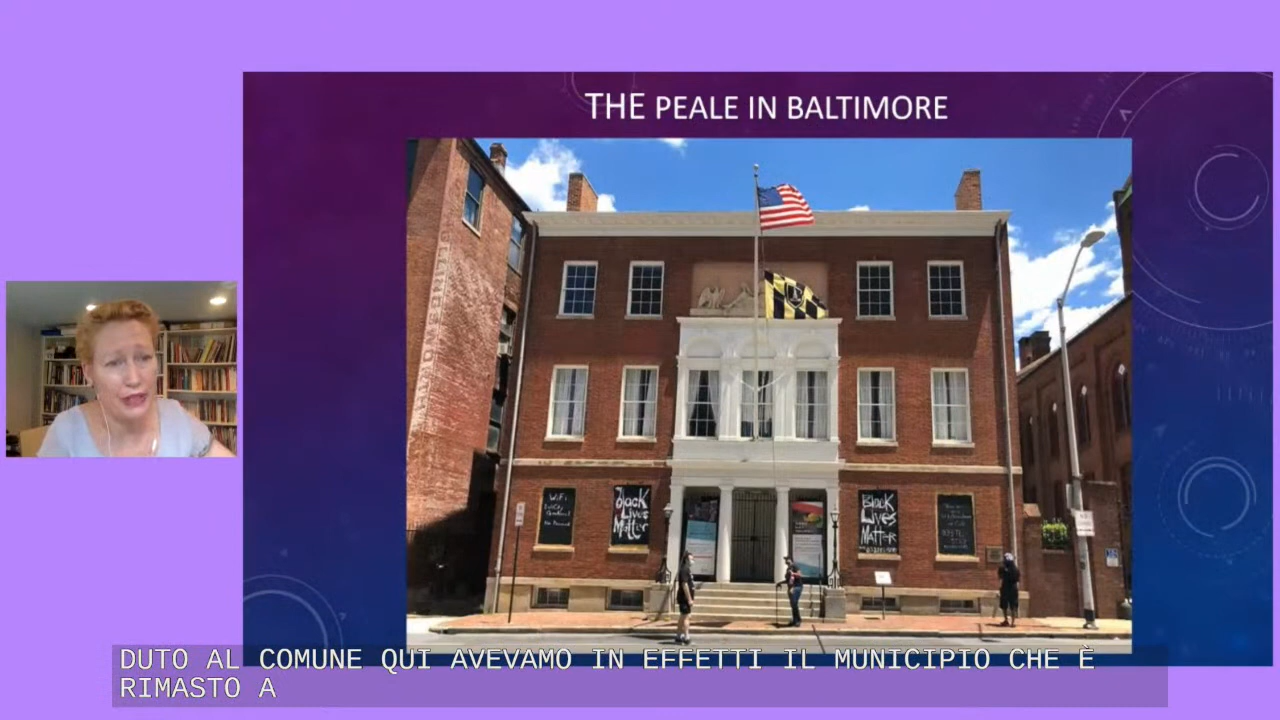 THE PEALE IN BALTIMORE
Black
Lives
Matter
Black
Lives
Matter
DUTO AL COMUNE QUI AVEVAMO IN EFFETTI IL MUNICIPIO CHE È
RIMASTO A